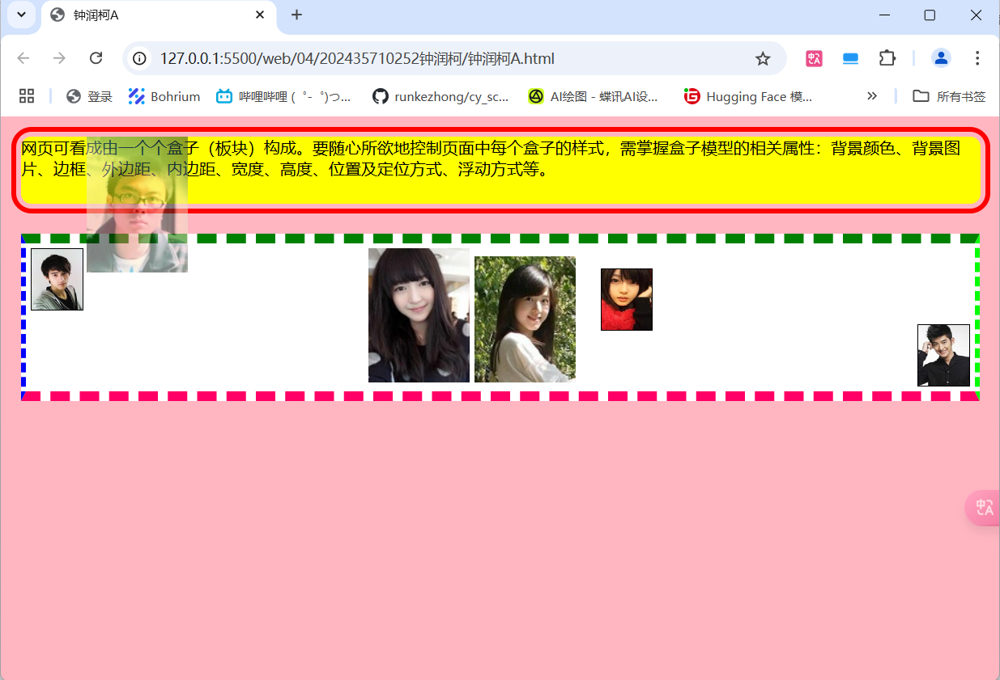 钟润柯A
127.0.0.1:5500/web/04/202435710252钟润柯/钟润柯A.html
登录
Bohrium
哔哩哔哩 (゜-゜)つ...
runkezhong/cy_sc...
AI绘图 - 蝶讯AI设...
Hugging Face 模...
所有书签
网页可看成由一个个盒子（板块）构成。要随心所欲地控制页面中每个盒子的样式，需掌握盒子模型的相关属性：背景颜色、背景图
片、边框、外边距、内边距、宽度、高度、位置及定位方式、浮动方式等。